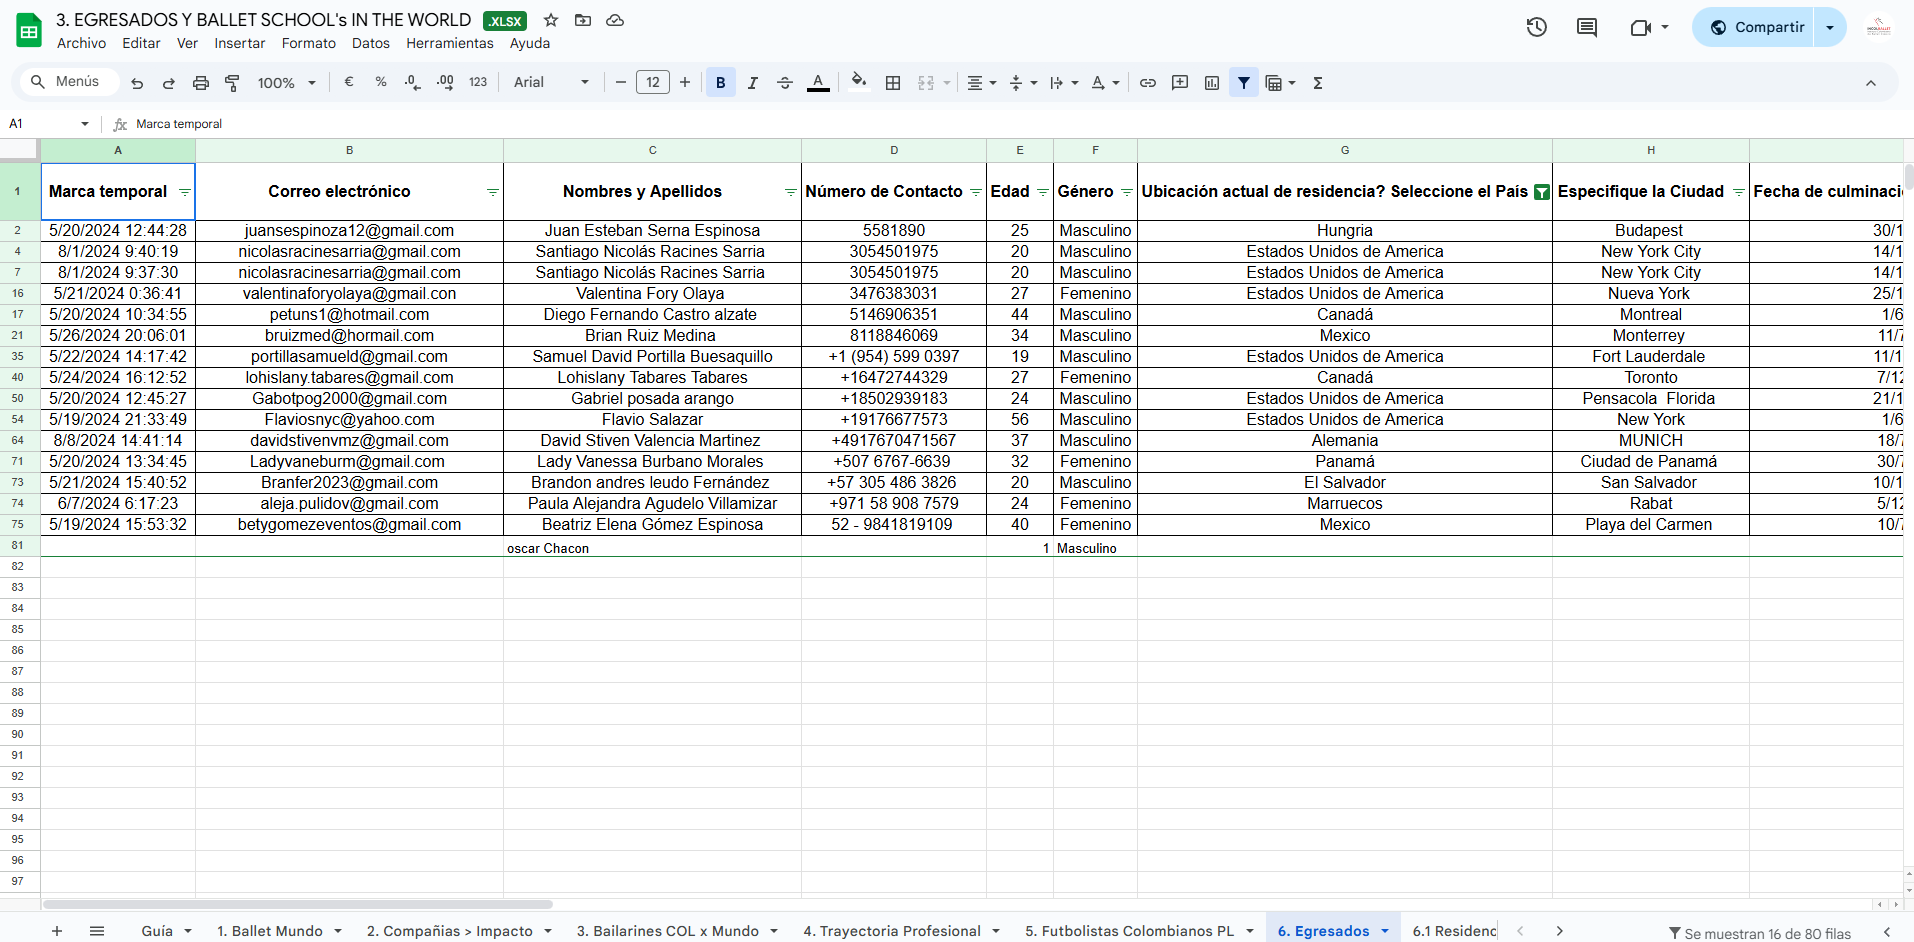 3. EGRESADOS Y BALLET SCHOOL's IN THE WORLD .XLSX
Archivo Editar Ver Insertar Formato Datos Herramientas Ayuda
Compartir
Menús 100% € % .0 .00 123 Arial 12 B I S A Σ
A1 fx Marca temporal
A B C D E F G H
1 Marca temporal Correo electrónico Nombres y Apellidos Número de Contacto Edad Género Ubicación actual de residencia? Seleccione el País Especifique la Ciudad Fecha de culminaci
2 5/20/2024 12:44:28 juansespinoza12@gmail.com Juan Esteban Serna Espinosa 5581890 25 Masculino Hungria Budapest 30/1
4 8/1/2024 9:40:19 nicolasracinesarria@gmail.com Santiago Nicolás Racines Sarria 3054501975 20 Masculino Estados Unidos de America New York City 14/1
7 8/1/2024 9:37:30 nicolasracinesarria@gmail.com Santiago Nicolás Racines Sarria 3054501975 20 Masculino Estados Unidos de America New York City 14/1
16 5/21/2024 0:36:41 valentinaforyolaya@gmail.con Valentina Fory Olaya 3476383031 27 Femenino Estados Unidos de America Nueva York 25/1
17 5/20/2024 10:34:55 petuns1@hotmail.com Diego Fernando Castro alzate 5146906351 44 Masculino Canadá Montreal 1/6
21 5/26/2024 20:06:01 bruizmed@hormail.com Brian Ruiz Medina 8118846069 34 Masculino Mexico Monterrey 11/7
35 5/22/2024 14:17:42 portillasamueld@gmail.com Samuel David Portilla Buesaquillo +1 (954) 599 0397 19 Masculino Estados Unidos de America Fort Lauderdale 11/1
40 5/24/2024 16:12:52 lohislany.tabares@gmail.com Lohislany Tabares Tabares +16472744329 27 Femenino Canadá Toronto 7/12
50 5/20/2024 12:45:27 Gabotpog2000@gmail.com Gabriel posada arango +18502939183 24 Masculino Estados Unidos de America Pensacola  Florida 21/1
54 5/19/2024 21:33:49 Flaviosnyc@yahoo.com Flavio Salazar +19176677573 56 Masculino Estados Unidos de America New York 1/6
64 8/8/2024 14:41:14 davidstivenvmz@gmail.com David Stiven Valencia Martinez +4917670471567 37 Masculino Alemania MUNICH 18/7
71 5/20/2024 13:34:45 Ladyvaneburm@gmail.com Lady Vanessa Burbano Morales +507 6767-6639 32 Femenino Panamá Ciudad de Panamá 30/7
73 5/21/2024 15:40:52 Branfer2023@gmail.com Brandon andres leudo Fernández +57 305 486 3826 20 Masculino El Salvador San Salvador 10/1
74 6/7/2024 6:17:23 aleja.pulidov@gmail.com Paula Alejandra Agudelo Villamizar +971 58 908 7579 24 Femenino Marruecos Rabat 5/12
75 5/19/2024 15:53:32 betygomezeventos@gmail.com Beatriz Elena Gómez Espinosa 52 - 9841819109 40 Femenino Mexico Playa del Carmen 10/7
81 oscar Chacon 1 Masculino
82
83
84
85
86
87
88
89
90
91
92
93
94
95
96
97
Guía 1. Ballet Mundo 2. Compañias > Impacto 3. Bailarines COL x Mundo 4. Trayectoria Profesional 5. Futbolistas Colombianos PL 6. Egresados 6.1 Residenc Se muestran 16 de 80 filas